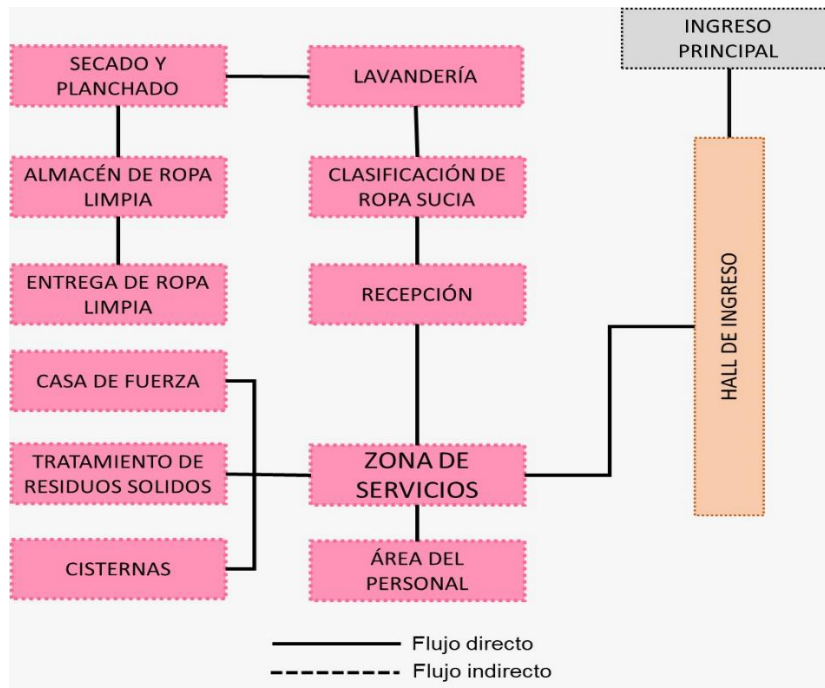 INGRESO
PRINCIPAL
SECADO Y
PLANCHADO
LAVANDERÍA
ALMACÉN DE ROPA
LIMPIA
CLASIFICACIÓN DE
ROPA SUCIA
HALL DE INGRESO
ENTREGA DE ROPA
LIMPIA
RECEPCIÓN
CASA DE FUERZA
TRATAMIENTO DE
RESIDUOS SOLIDOS
ZONA DE
SERVICIOS
CISTERNAS
ÁREA DEL
PERSONAL
Flujo directo
Flujo indirecto